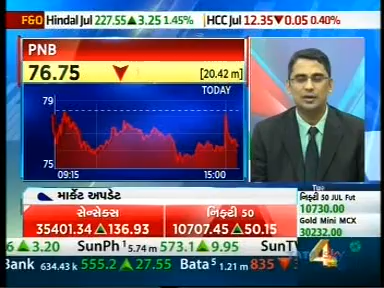 F&O Hindal Jul 227.55▲3.25 1.45% HCC Jul 12.35▼0.05 0.40%
PNB
76.75 ▼ [20.42 m]
TODAY
79
75
09:15 15:00
માર્કેટ અપડેટ
સેન્સેક્સ નિફ્ટી 50
35401.34▲136.93 10707.45▲50.15
નિફ્ટી 50 JUL Fut
10730.00
Gold Mini MCX
30232.00
6▲3.20 SunPh 5.74 m 573.1▲9.95 SunTV
Bank 634.43 k 555.2▲27.55 Bata 1.21 m 835▼